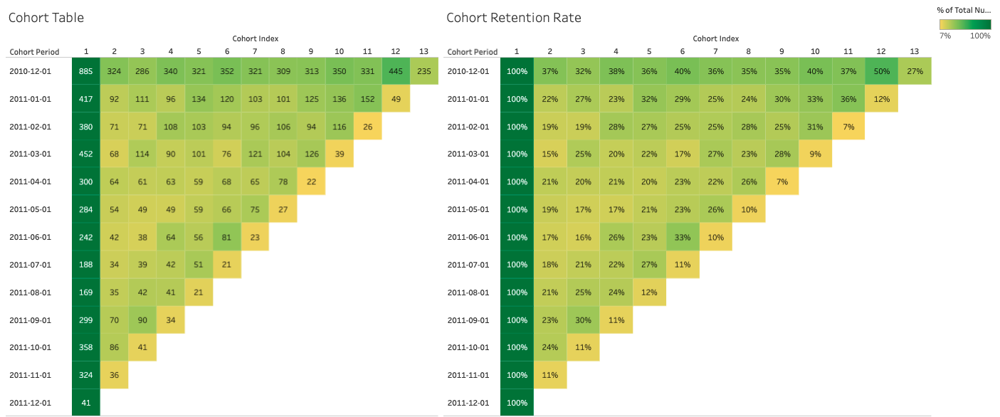 Cohort Table
Cohort Index
Cohort Period 1 2 3 4 5 6 7 8 9 10 11 12 13
2010-12-01 885 324 286 340 321 352 321 309 313 350 331 445 235
2011-01-01 417 92 111 96 134 120 103 101 125 136 152 49
2011-02-01 380 71 71 108 103 94 96 106 94 116 26
2011-03-01 452 68 114 90 101 76 121 104 126 39
2011-04-01 300 64 61 63 59 68 65 78 22
2011-05-01 284 54 49 49 59 66 75 27
2011-06-01 242 42 38 64 56 81 23
2011-07-01 188 34 39 42 51 21
2011-08-01 169 35 42 41 21
2011-09-01 299 70 90 34
2011-10-01 358 86 41
2011-11-01 324 36
2011-12-01 41
Cohort Retention Rate
Cohort Index
Cohort Period 1 2 3 4 5 6 7 8 9 10 11 12 13
2010-12-01 100% 37% 32% 38% 36% 40% 36% 35% 35% 40% 37% 50% 27%
2011-01-01 100% 22% 27% 23% 32% 29% 25% 24% 30% 33% 36% 12%
2011-02-01 100% 19% 19% 28% 27% 25% 25% 28% 25% 31% 7%
2011-03-01 100% 15% 25% 20% 22% 17% 27% 23% 28% 9%
2011-04-01 100% 21% 20% 21% 20% 23% 22% 26% 7%
2011-05-01 100% 19% 17% 17% 21% 23% 26% 10%
2011-06-01 100% 17% 16% 26% 23% 33% 10%
2011-07-01 100% 18% 21% 22% 27% 11%
2011-08-01 100% 21% 25% 24% 12%
2011-09-01 100% 23% 30% 11%
2011-10-01 100% 24% 11%
2011-11-01 100% 11%
2011-12-01 100%
% of Total Nu...
7% 100%